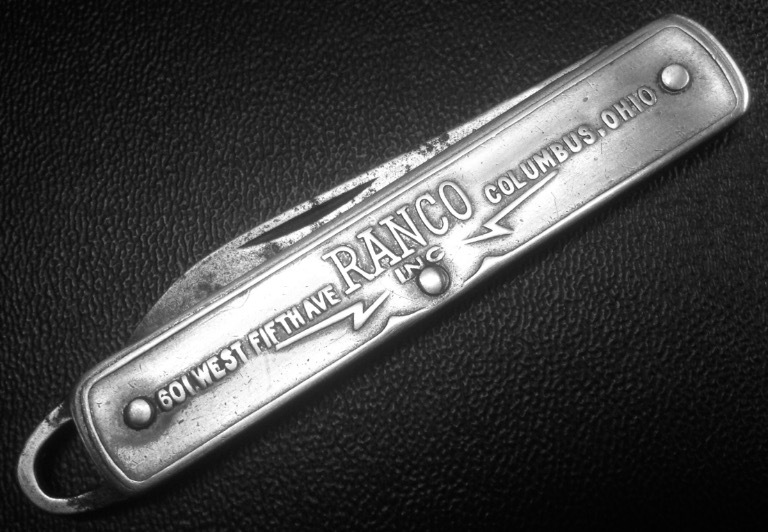 RANCO
INC
601 WEST FIFTH AVE
COLUMBUS, OHIO